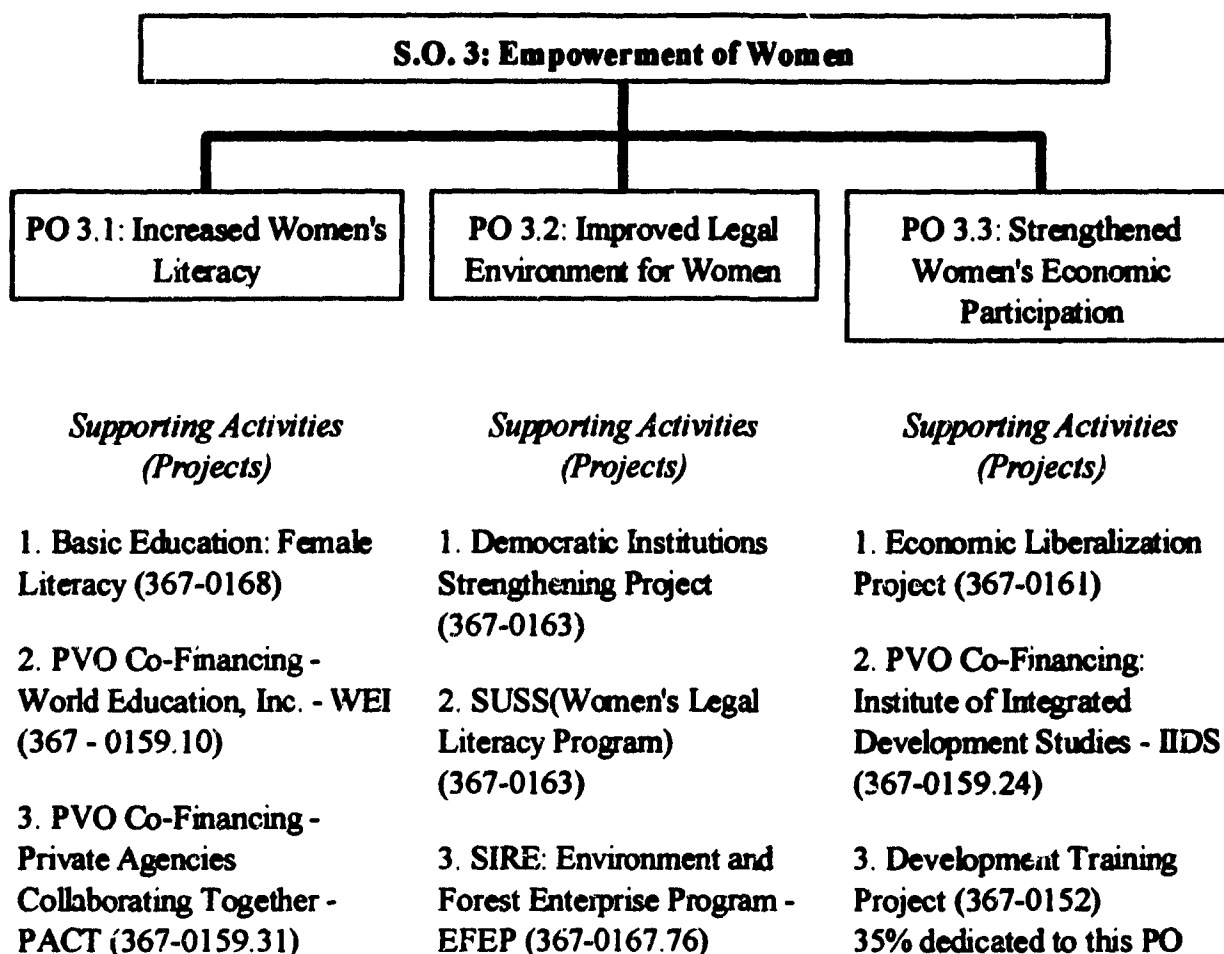 S.O. 3: Empowerment of Women
PO 3.1: Increased Women's
Literacy
PO 3.2: Improved Legal
Environment for Women
PO 3.3: Strengthened
Women's Economic
Participation
Supporting Activities
(Projects)
1. Basic Education: Female
Literacy (367-0168)
2. PVO Co-Financing -
World Education, Inc. - WEI
(367 - 0159.10)
3. PVO Co-Financing -
Private Agencies
Collaborating Together -
PACT (367-0159.31)
Supporting Activities
(Projects)
1. Democratic Institutions
Strengthening Project
(367-0163)
2. SUSS(Women's Legal
Literacy Program)
(367-0163)
3. SIRE: Environment and
Forest Enterprise Program -
EFEP (367-0167.76)
Supporting Activities
(Projects)
1. Economic Liberalization
Project (367-0161)
2. PVO Co-Financing:
Institute of Integrated
Development Studies - IIDS
(367-0159.24)
3. Development Training
Project (367-0152)
35% dedicated to this PO